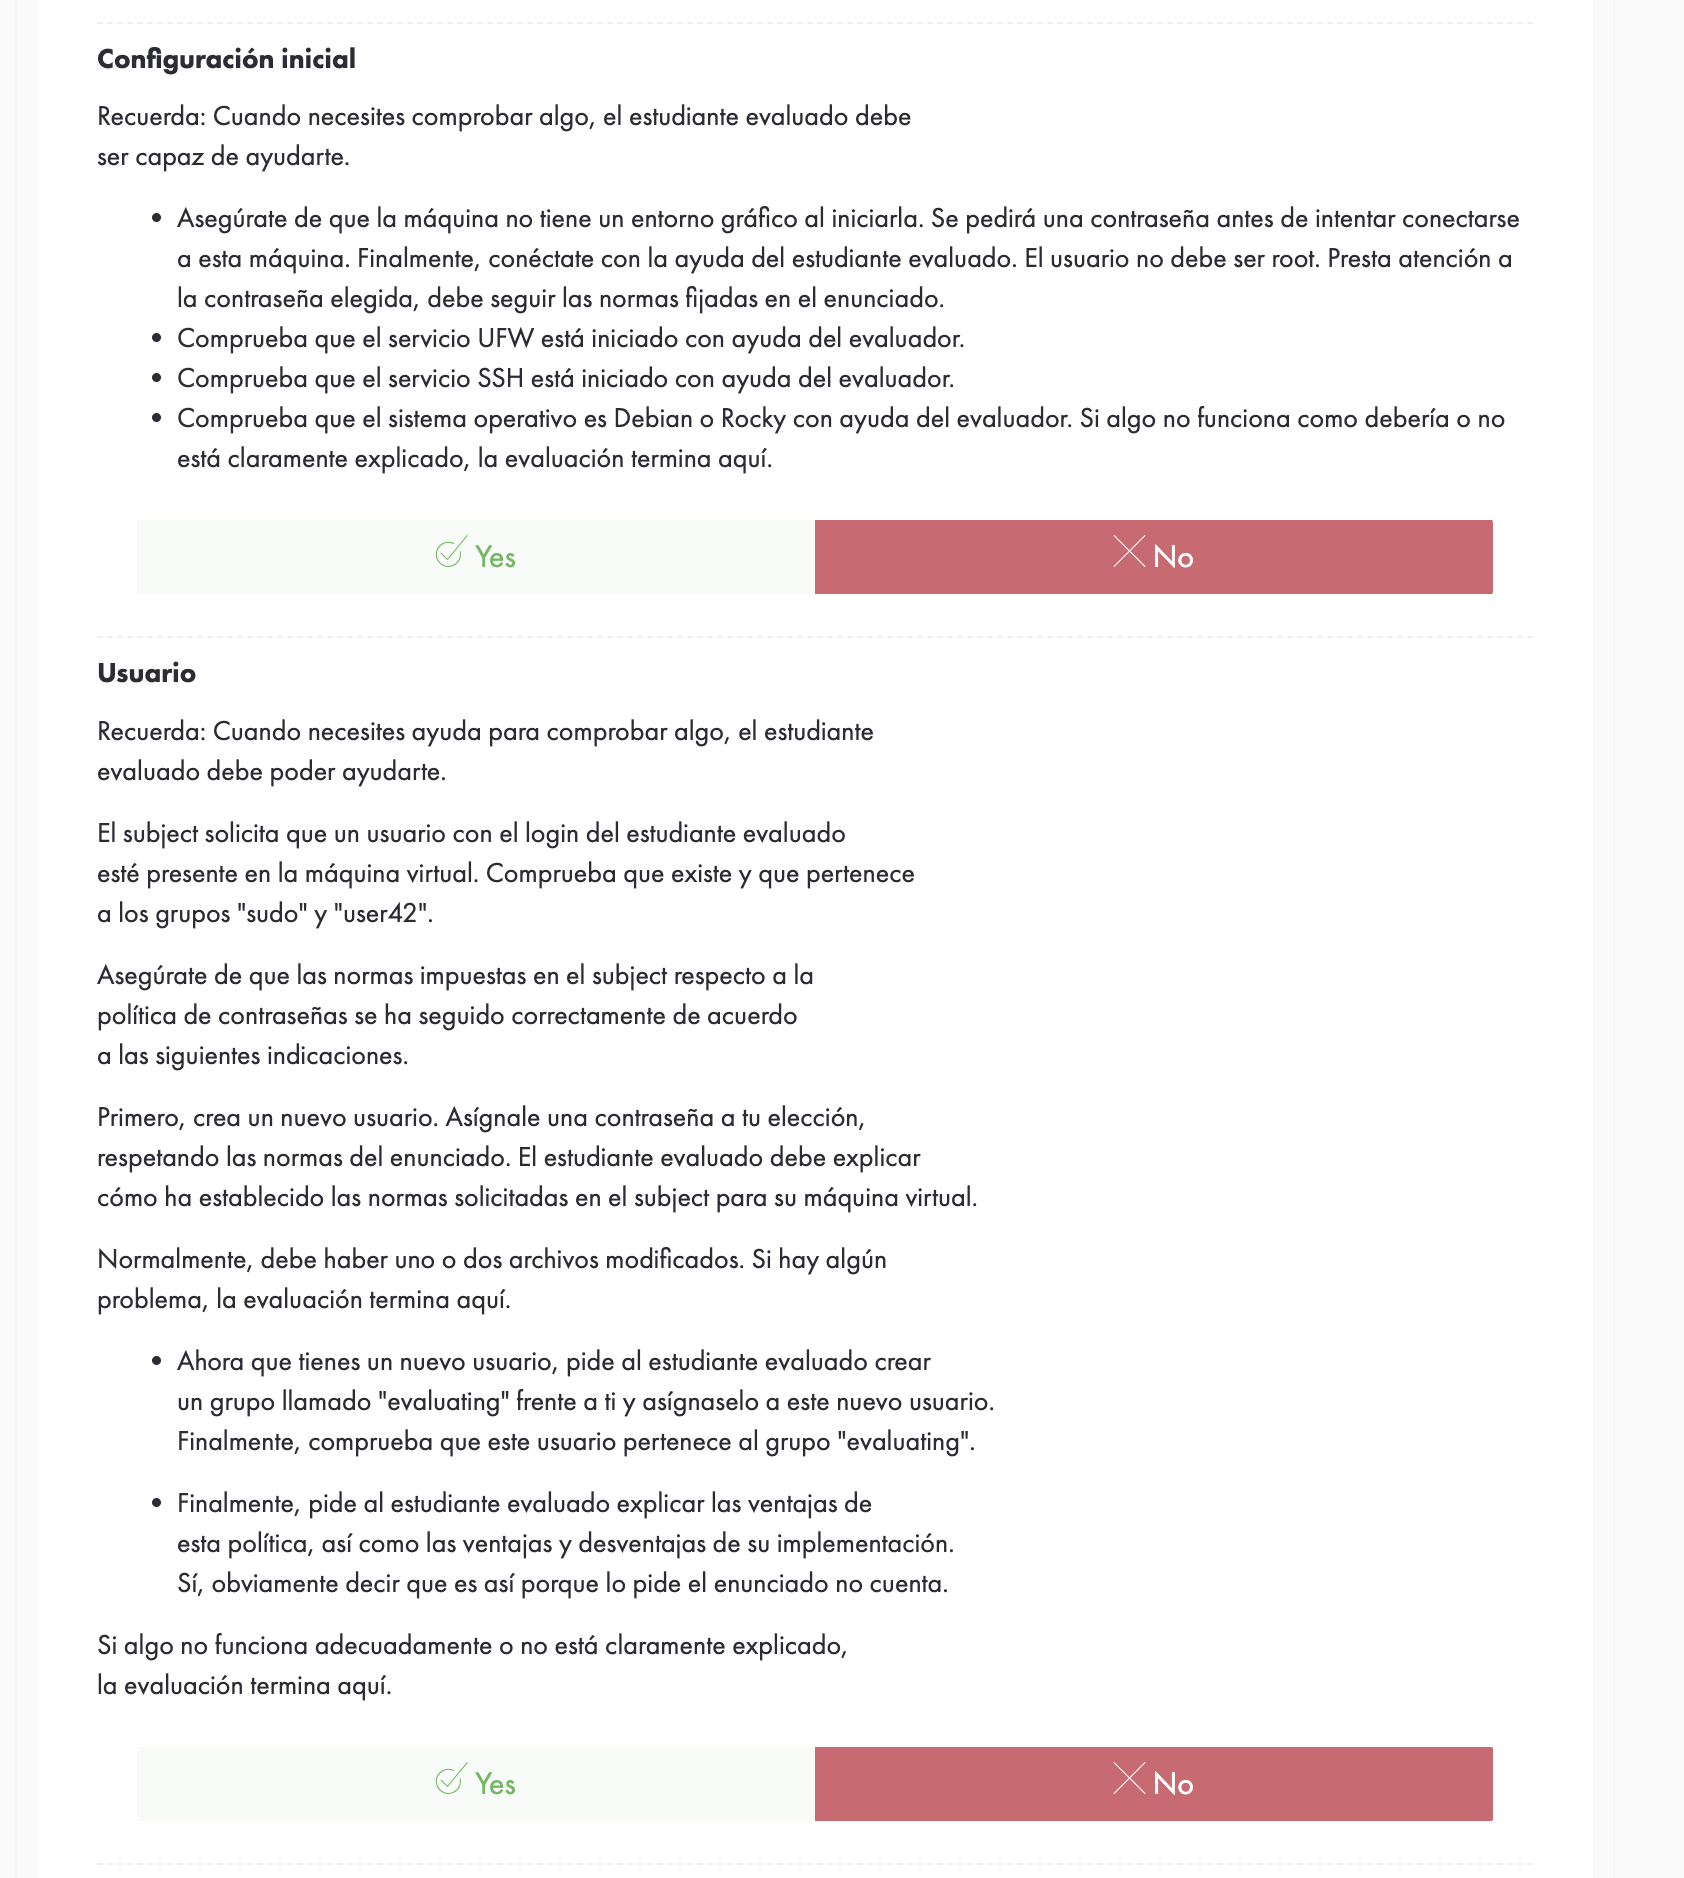 Configuración inicial
Recuerda: Cuando necesites comprobar algo, el estudiante evaluado debe
ser capaz de ayudarte.
• Asegúrate de que la máquina no tiene un entorno gráfico al iniciarla. Se pedirá una contraseña antes de intentar conectarse
a esta máquina. Finalmente, conéctate con la ayuda del estudiante evaluado. El usuario no debe ser root. Presta atención a
la contraseña elegida, debe seguir las normas fijadas en el enunciado.
• Comprueba que el servicio UFW está iniciado con ayuda del evaluador.
• Comprueba que el servicio SSH está iniciado con ayuda del evaluador.
• Comprueba que el sistema operativo es Debian o Rocky con ayuda del evaluador. Si algo no funciona como debería o no
está claramente explicado, la evaluación termina aquí.
Yes
No
Usuario
Recuerda: Cuando necesites ayuda para comprobar algo, el estudiante
evaluado debe poder ayudarte.
El subject solicita que un usuario con el login del estudiante evaluado
esté presente en la máquina virtual. Comprueba que existe y que pertenece
a los grupos "sudo" y "user42".
Asegúrate de que las normas impuestas en el subject respecto a la
política de contraseñas se ha seguido correctamente de acuerdo
a las siguientes indicaciones.
Primero, crea un nuevo usuario. Asígnale una contraseña a tu elección,
respetando las normas del enunciado. El estudiante evaluado debe explicar
cómo ha establecido las normas solicitadas en el subject para su máquina virtual.
Normalmente, debe haber uno o dos archivos modificados. Si hay algún
problema, la evaluación termina aquí.
• Ahora que tienes un nuevo usuario, pide al estudiante evaluado crear
un grupo llamado "evaluating" frente a ti y asígnaselo a este nuevo usuario.
Finalmente, comprueba que este usuario pertenece al grupo "evaluating".
• Finalmente, pide al estudiante evaluado explicar las ventajas de
esta política, así como las ventajas y desventajas de su implementación.
Sí, obviamente decir que es así porque lo pide el enunciado no cuenta.
Si algo no funciona adecuadamente o no está claramente explicado,
la evaluación termina aquí.
Yes
No